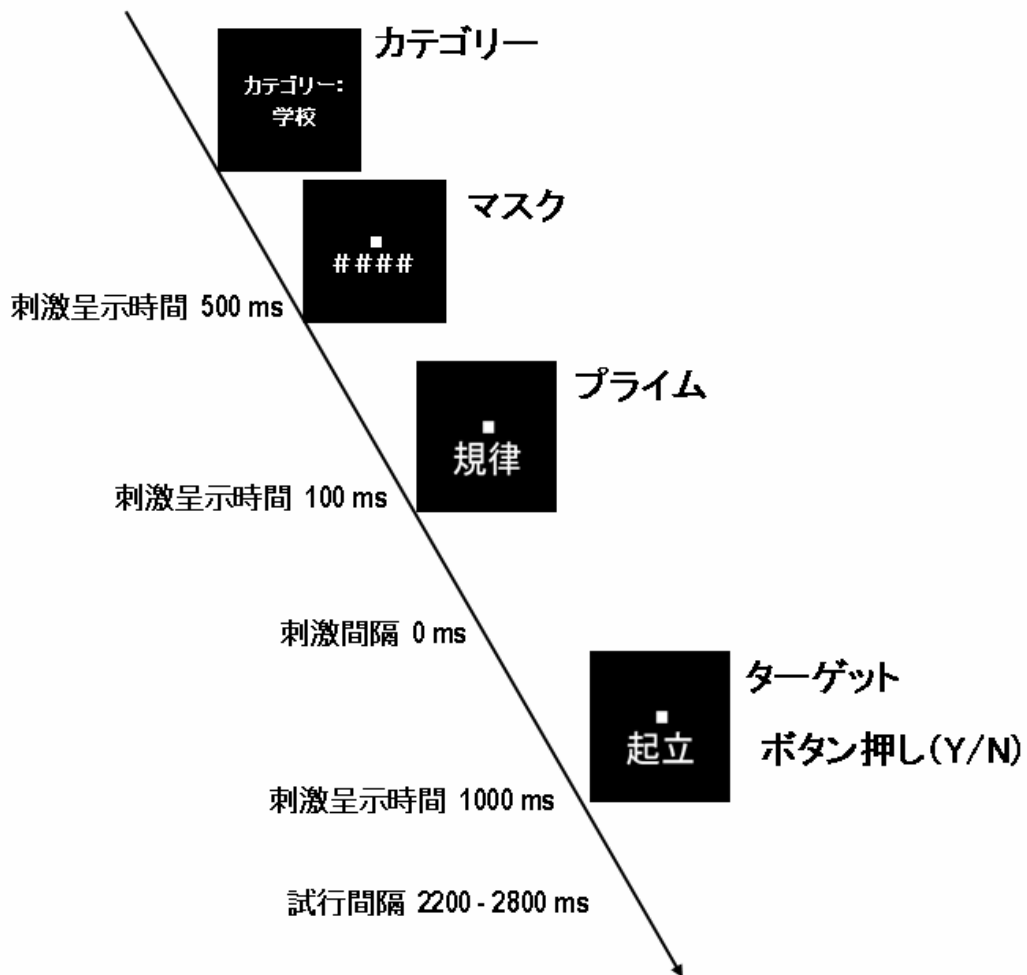 カテゴリー
カテゴリー:
学校
マスク
####
刺激呈示時間 500 ms
プライム
規律
刺激呈示時間 100 ms
刺激間隔 0 ms
ターゲット
起立
ボタン押し(Y/N)
刺激呈示時間 1000 ms
試行間隔 2200 - 2800 ms